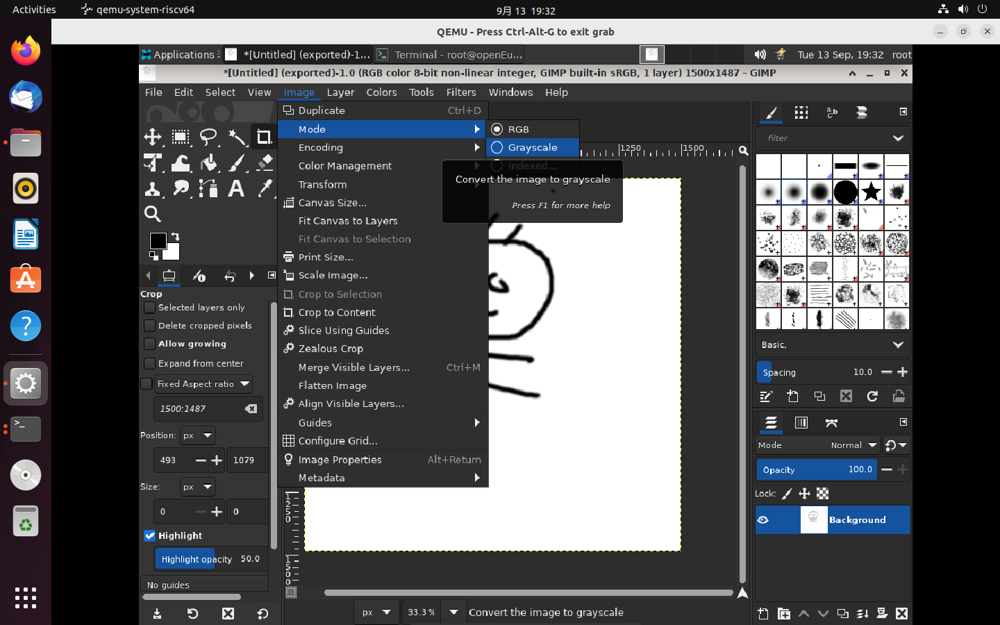 Activities
qemu-system-riscv64
9月 13 19:32
QEMU - Press Ctrl-Alt-G to exit grab
Applications
*[Untitled] (exported)-1...
Terminal - root@openEu...
Tue 13 Sep, 19:32
root
*[Untitled] (exported)-1.0 (RGB color 8-bit non-linear integer, GIMP built-in sRGB, 1 layer) 1500x1487 – GIMP
File Edit Select View Image Layer Colors Tools Filters Windows Help
Duplicate Ctrl+D
Mode
RGB
Encoding
Grayscale
Color Management
Indexed...
Convert the image to grayscale
Press F1 for more help
Transform
Canvas Size...
Fit Canvas to Layers
Fit Canvas to Selection
Print Size...
Scale Image...
Crop to Selection
Crop to Content
Slice Using Guides
Zealous Crop
Merge Visible Layers... Ctrl+M
Flatten Image
Align Visible Layers...
Guides
Configure Grid...
Image Properties Alt+Return
Metadata
1250
1500
Crop
Selected layers only
Delete cropped pixels
Allow growing
Expand from center
Fixed Aspect ratio
1500:1487
Position: px
493
1079
Size: px
0
0
Highlight
Highlight opacity 50.0
No guides
1250
1500
px
33.3 %
Convert the image to grayscale
filter
Basic,
Spacing 10.0
Mode Normal
Opacity 100.0
Lock:
Background